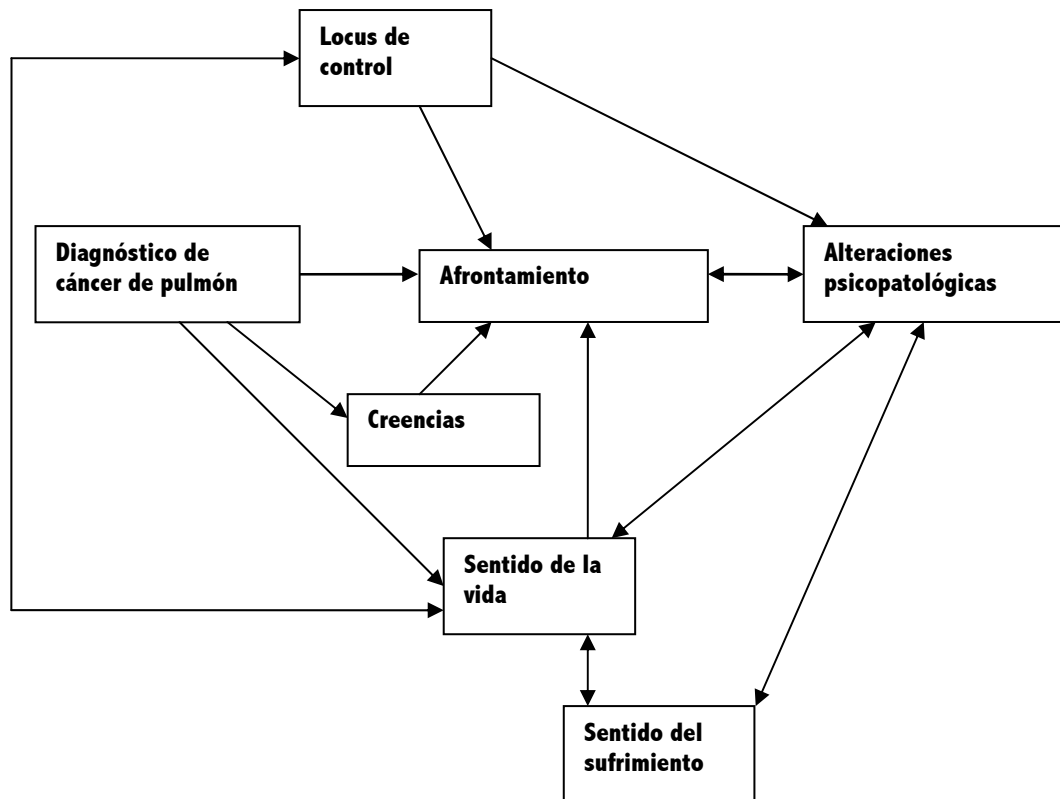 Locus de
control
Diagnóstico de
cáncer de pulmón
Afrontamiento
Alteraciones
psicopatológicas
Creencias
Sentido de la
vida
Sentido del
sufrimiento